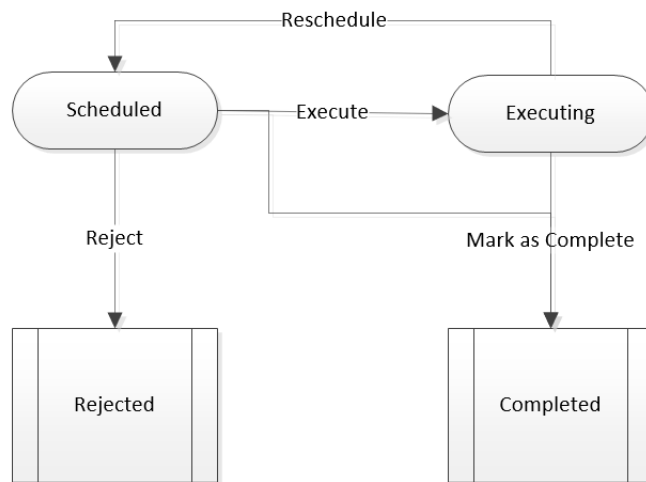 Reschedule
Scheduled
Execute
Executing
Reject
Mark as Complete
Rejected
Completed